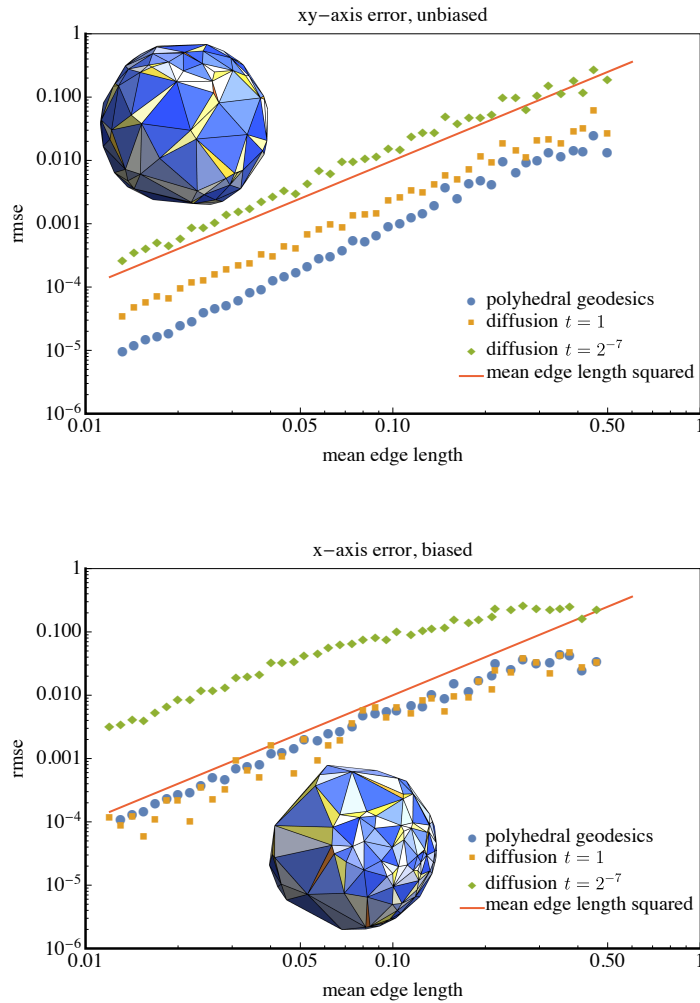 xy−axis error, unbiased
1
0.100
0.010
0.001
10⁻⁴
10⁻⁵
10⁻⁶
rmse
polyhedral geodesics
diffusion t = 1
diffusion t = 2⁻⁷
mean edge length squared
0.01 0.05 0.10 0.50 1
mean edge length
x−axis error, biased
1
0.100
0.010
0.001
10⁻⁴
10⁻⁵
10⁻⁶
rmse
polyhedral geodesics
diffusion t = 1
diffusion t = 2⁻⁷
mean edge length squared
0.01 0.05 0.10 0.50 1
mean edge length